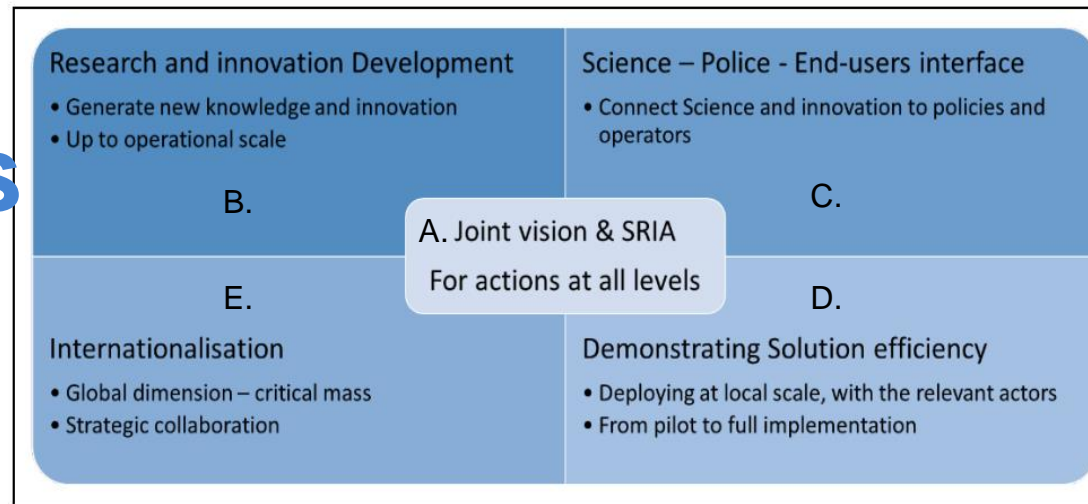 Research and innovation Development
• Generate new knowledge and innovation
• Up to operational scale
B.
Science – Police - End-users interface
• Connect Science and innovation to policies and
operators
C.
s
A. Joint vision & SRIA
For actions at all levels
E.
Internationalisation
• Global dimension – critical mass
• Strategic collaboration
D.
Demonstrating Solution efficiency
• Deploying at local scale, with the relevant actors
• From pilot to full implementation